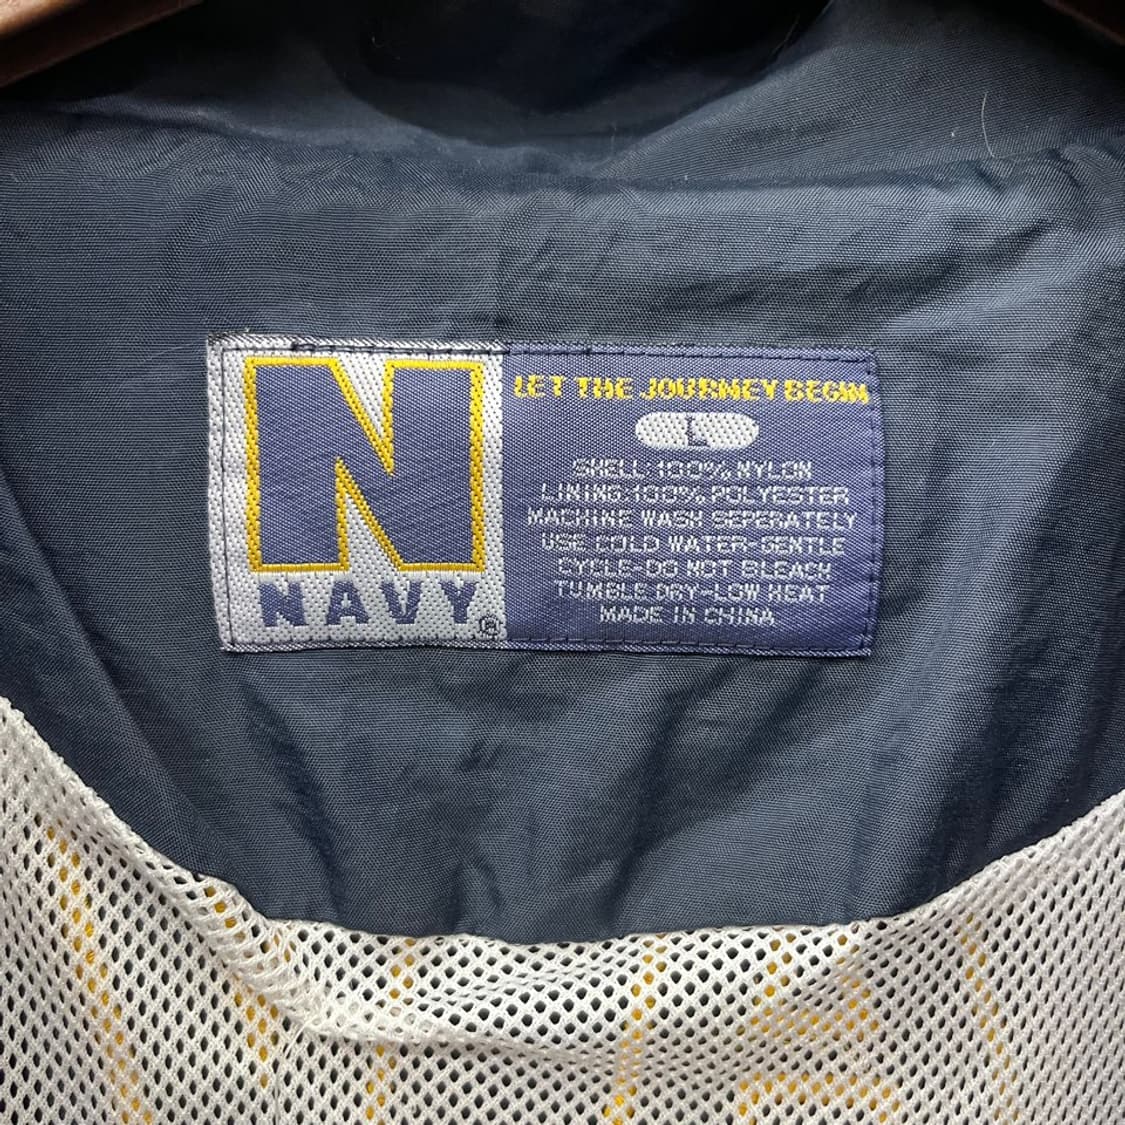 N
NAVY®
LET THE JOURNEY BEGIN
L
SHELL:100% NYLON
LINING:100% POLYESTER
MACHINE WASH SEPERATELY
USE COLD WATER-GENTLE
CYCLE-DO NOT BLEACH
TUMBLE DRY-LOW HEAT
MADE IN CHINA